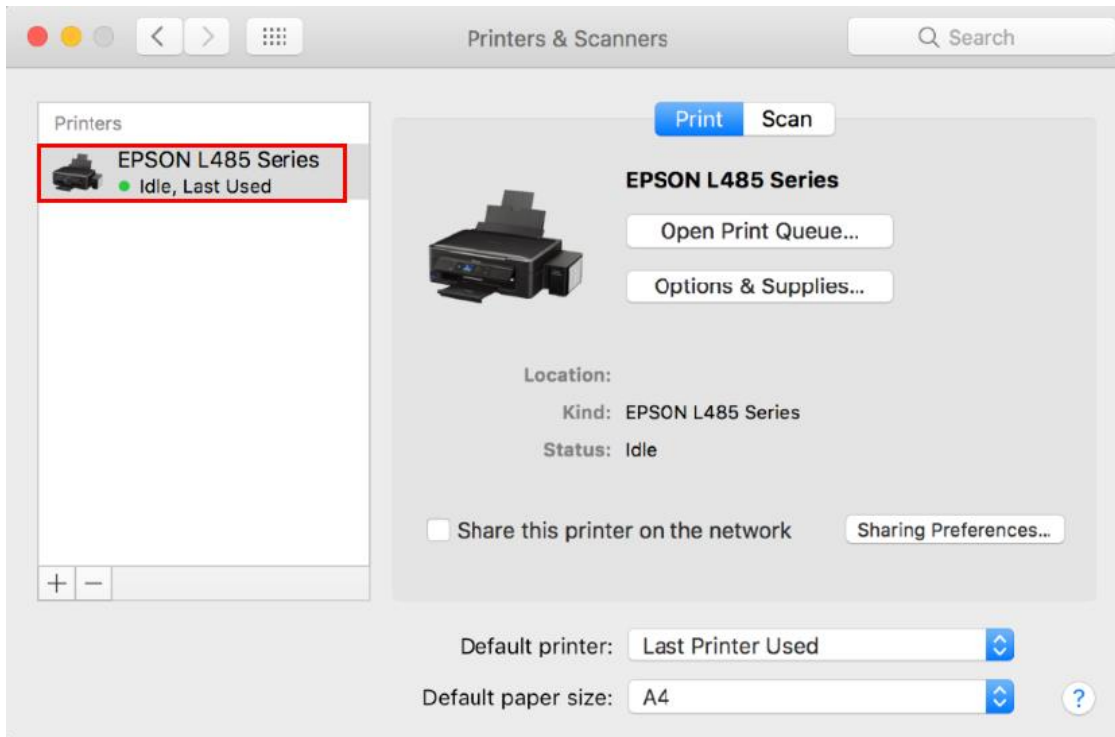 Printers & Scanners
Search
Printers
EPSON L485 Series
Idle, Last Used
Print
Scan
EPSON L485 Series
Open Print Queue...
Options & Supplies...
Location:
Kind: EPSON L485 Series
Status: Idle
Share this printer on the network
Sharing Preferences...
Default printer: Last Printer Used
Default paper size: A4
?